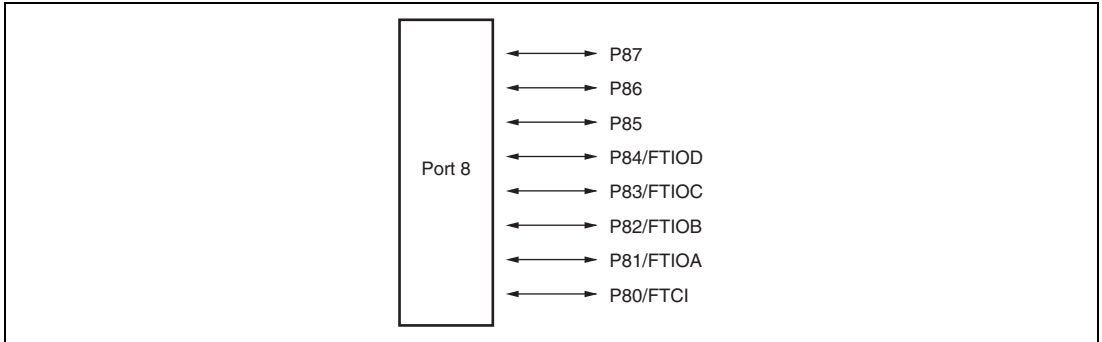 P87
P86
P85
P84/FTIOD
Port 8
P83/FTIOC
P82/FTIOB
P81/FTIOA
P80/FTCI